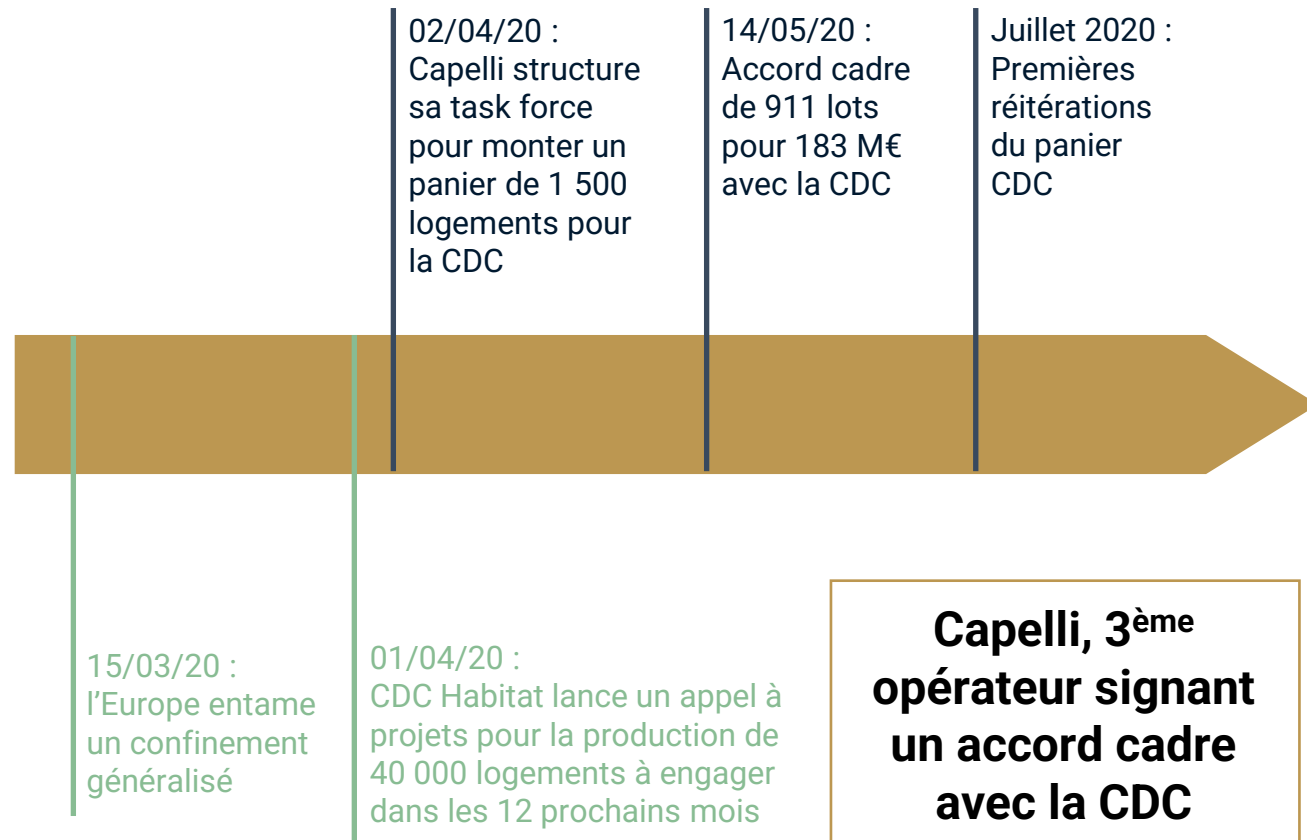 02/04/20 :
Capelli structure
sa task force
pour monter un
panier de 1 500
logements pour
la CDC
14/05/20 :
Accord cadre
de 911 lots
pour 183 M€
avec la CDC
Juillet 2020 :
Premières
réitérations
du panier
CDC
15/03/20 :
l’Europe entame
un confinement
généralisé
01/04/20 :
CDC Habitat lance un appel à
projets pour la production de
40 000 logements à engager
dans les 12 prochains mois
Capelli, 3ème
opérateur signant
un accord cadre
avec la CDC